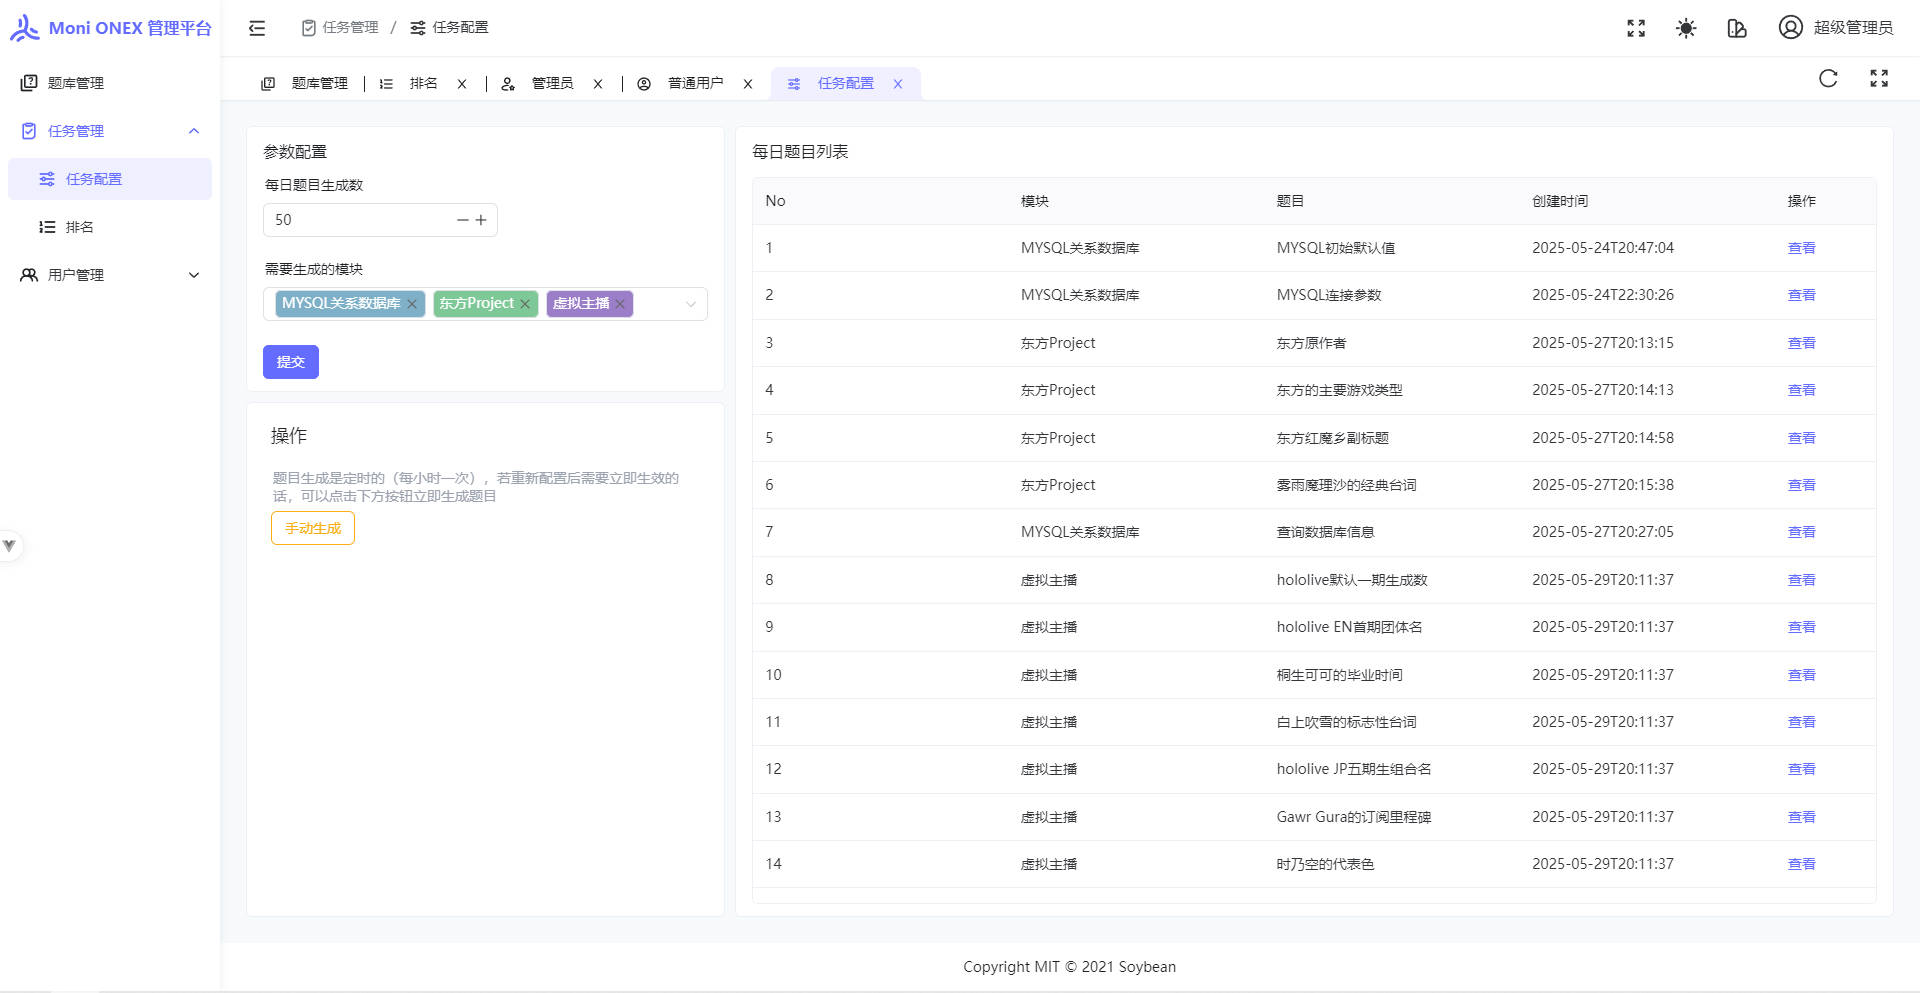 Moni ONEX 管理平台
任务管理 / 任务配置
超级管理员
题库管理
任务管理
任务配置
排名
用户管理
题库管理
排名
管理员
普通用户
任务配置
参数配置
每日题目生成数
50
需要生成的模块
MYSQL关系数据库 东方Project 虚拟主播
提交
操作
题目生成是定时的（每小时一次），若重新配置后需要立即生效的
话，可以点击下方按钮立即生成题目
手动生成
每日题目列表
No 模块 题目 创建时间 操作
1 MYSQL关系数据库 MYSQL初始默认值 2025-05-24T20:47:04 查看
2 MYSQL关系数据库 MYSQL连接参数 2025-05-24T22:30:26 查看
3 东方Project 东方原作者 2025-05-27T20:13:15 查看
4 东方Project 东方的主要游戏类型 2025-05-27T20:14:13 查看
5 东方Project 东方红魔乡副标题 2025-05-27T20:14:58 查看
6 东方Project 雾雨魔理沙的经典台词 2025-05-27T20:15:38 查看
7 MYSQL关系数据库 查询数据库信息 2025-05-27T20:27:05 查看
8 虚拟主播 hololive默认一期生成数 2025-05-29T20:11:37 查看
9 虚拟主播 hololive EN首期团体名 2025-05-29T20:11:37 查看
10 虚拟主播 桐生可可的毕业时间 2025-05-29T20:11:37 查看
11 虚拟主播 白上吹雪的标志性台词 2025-05-29T20:11:37 查看
12 虚拟主播 hololive JP五期生组合名 2025-05-29T20:11:37 查看
13 虚拟主播 Gawr Gura的订阅里程碑 2025-05-29T20:11:37 查看
14 虚拟主播 时乃空的代表色 2025-05-29T20:11:37 查看
Copyright MIT © 2021 Soybean